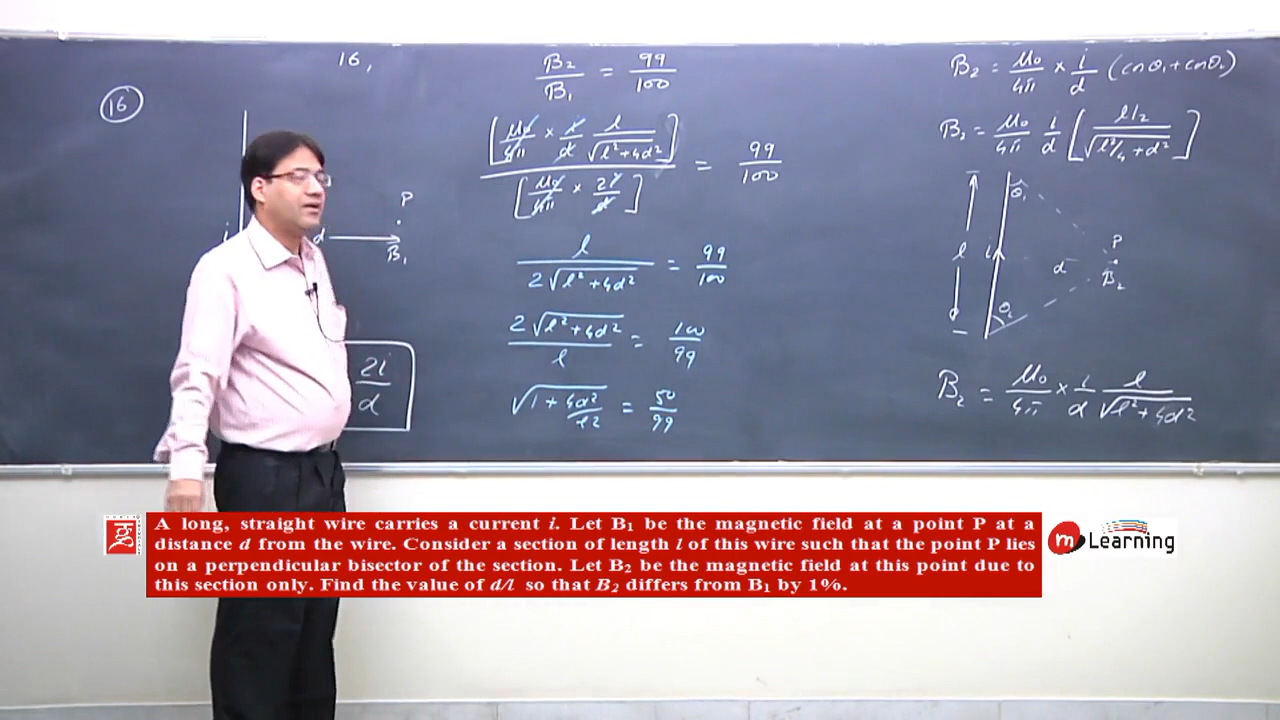 16
i
d
P
B₁
2i/d
16,
B₂/B₁ = 99/100
[μ₀/4π × i/d l/√(l²+4d²)] / [μ₀/4π × 2i/d] = 99/100
l / 2√(l²+4d²) = 99/100
2√(l²+4d²) / l = 100/99
√(1 + 4d²/l²) = 50/99
B₂ = μ₀/4π × i/d (cosθ₁+cosθ₂)
B₂ = μ₀/4π i/d [ l/2 / √(l²/4 + d²) ]
θ₁
l
i
P
d
B₂
θ₂
B₂ = μ₀/4π × i/d l/√(l²+4d²)
A long, straight wire carries a current i. Let B₁ be the magnetic field at a point P at a
distance d from the wire. Consider a section of length l of this wire such that the point P lies
on a perpendicular bisector of the section. Let B₂ be the magnetic field at this point due to
this section only. Find the value of d/l so that B₂ differs from B₁ by 1%.
m Learning